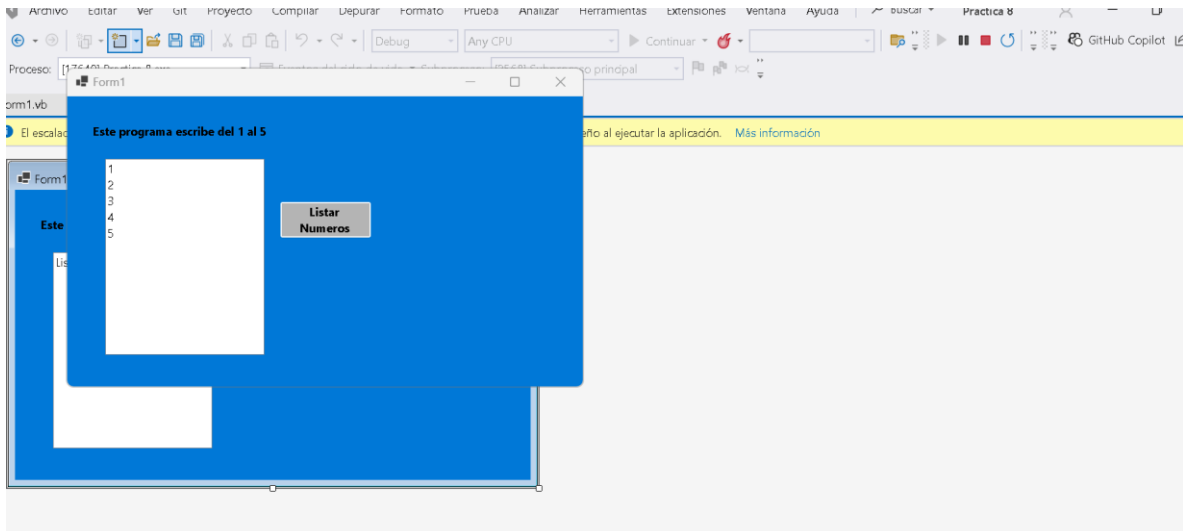 Archivo Editar Ver Git Proyecto Compilar Depurar Formato Prueba Analizar Herramientas Extensiones Ventana Ayuda Buscar Practica 8
Debug Any CPU Continuar GitHub Copilot
Proceso: principal
Form1
orm1.vb
El escalad eño al ejecutar la aplicación. Más información
Este programa escribe del 1 al 5
1
2
3
4
5
Listar
Numeros
Form1
Este
Lis